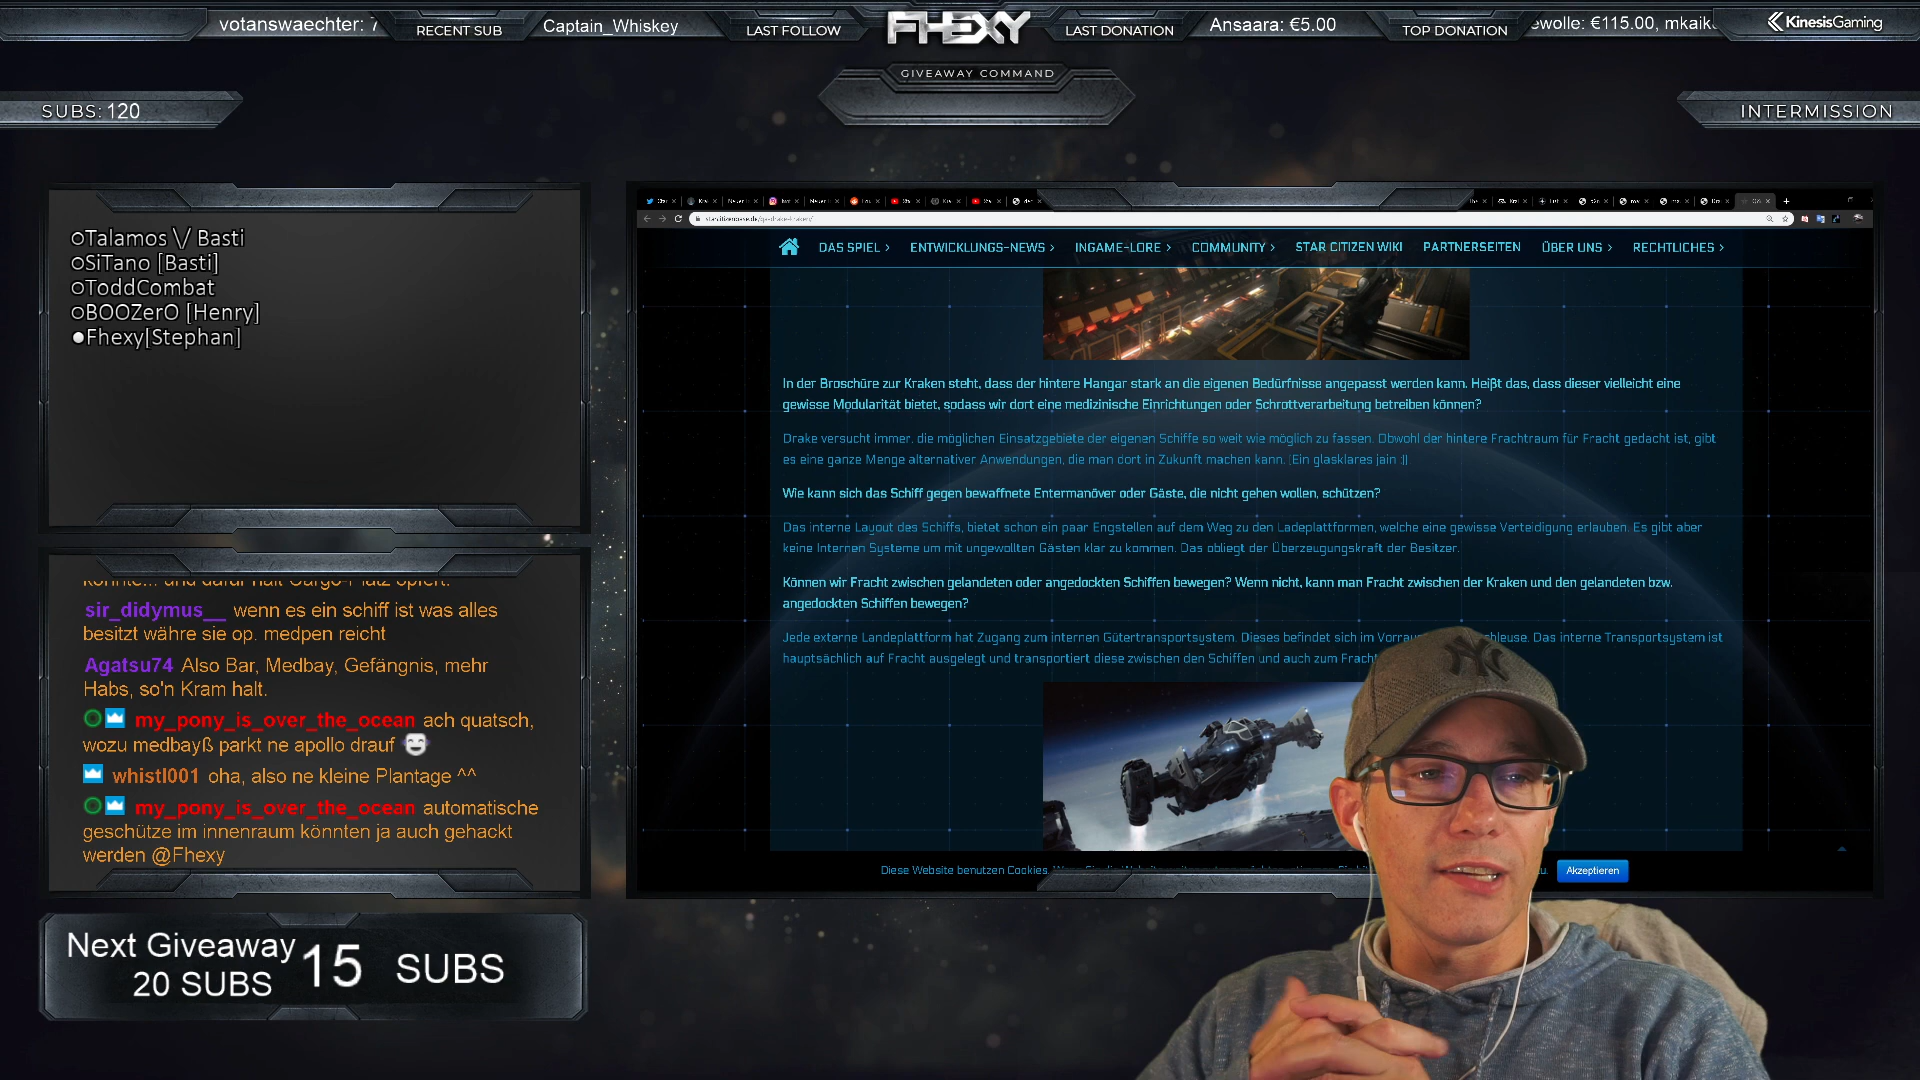 votanswaechter: 7
RECENT SUB
Captain_Whiskey
LAST FOLLOW
FHEXY
LAST DONATION
Ansaara: €5.00
TOP DONATION
ewolle: €115.00, mkaik
KinesisGaming
GIVEAWAY COMMAND
SUBS: 120
INTERMISSION
Talamos \/ Basti
SiTano [Basti]
ToddCombat
BOOZerO [Henry]
Fhexy[Stephan]
DAS SPIEL
ENTWICKLUNGS-NEWS
INGAME-LORE
COMMUNITY
STAR CITIZEN WIKI
PARTNERSEITEN
ÜBER UNS
RECHTLICHES
In der Broschüre zur Kraken steht, dass der hintere Hangar stark an die eigenen Bedürfnisse angepasst werden kann. Heißt das, dass dieser vielleicht eine
gewisse Modularität bietet, sodass wir dort eine medizinische Einrichtungen oder Schrottverarbeitung betreiben können?
Drake versucht immer, die möglichen Einsatzgebiete der eigenen Schiffe so weit wie möglich zu fassen. Obwohl der hintere Frachtraum für Fracht gedacht ist, gibt
es eine ganze Menge alternativer Anwendungen, die man dort in Zukunft machen kann. (Ein glasklares jain :))
Wie kann sich das Schiff gegen bewaffnete Entermanöver oder Gäste, die nicht gehen wollen, schützen?
Das interne Layout des Schiffs, bietet schon ein paar Engstellen auf dem Weg zu den Ladeplattformen, welche eine gewisse Verteidigung erlauben. Es gibt aber
keine Internen Systeme um mit ungewollten Gästen klar zu kommen. Das obliegt der Überzeugungskraft der Besitzer.
Können wir Fracht zwischen gelandeten oder angedockten Schiffen bewegen? Wenn nicht, kann man Fracht zwischen der Kraken und den gelandeten bzw.
angedockten Schiffen bewegen?
Jede externe Landeplattform hat Zugang zum internen Gütertransportsystem. Dieses befindet sich im Vorrau hleuse. Das interne Transportsystem ist
hauptsächlich auf Fracht ausgelegt und transportiert diese zwischen den Schiffen und auch zum Fracht
Diese Website benutzen Cookies.
zu.
Akzeptieren
könnte... und dafür halt Cargo-Platz opfert.
sir_didymus__ wenn es ein schiff ist was alles
besitzt währe sie op. medpen reicht
Agatsu74 Also Bar, Medbay, Gefängnis, mehr
Habs, so'n Kram halt.
my_pony_is_over_the_ocean ach quatsch,
wozu medbayß parkt ne apollo drauf
whistl001 oha, also ne kleine Plantage ^^
my_pony_is_over_the_ocean automatische
geschütze im innenraum könnten ja auch gehackt
werden @Fhexy
Next Giveaway
20 SUBS
15 SUBS